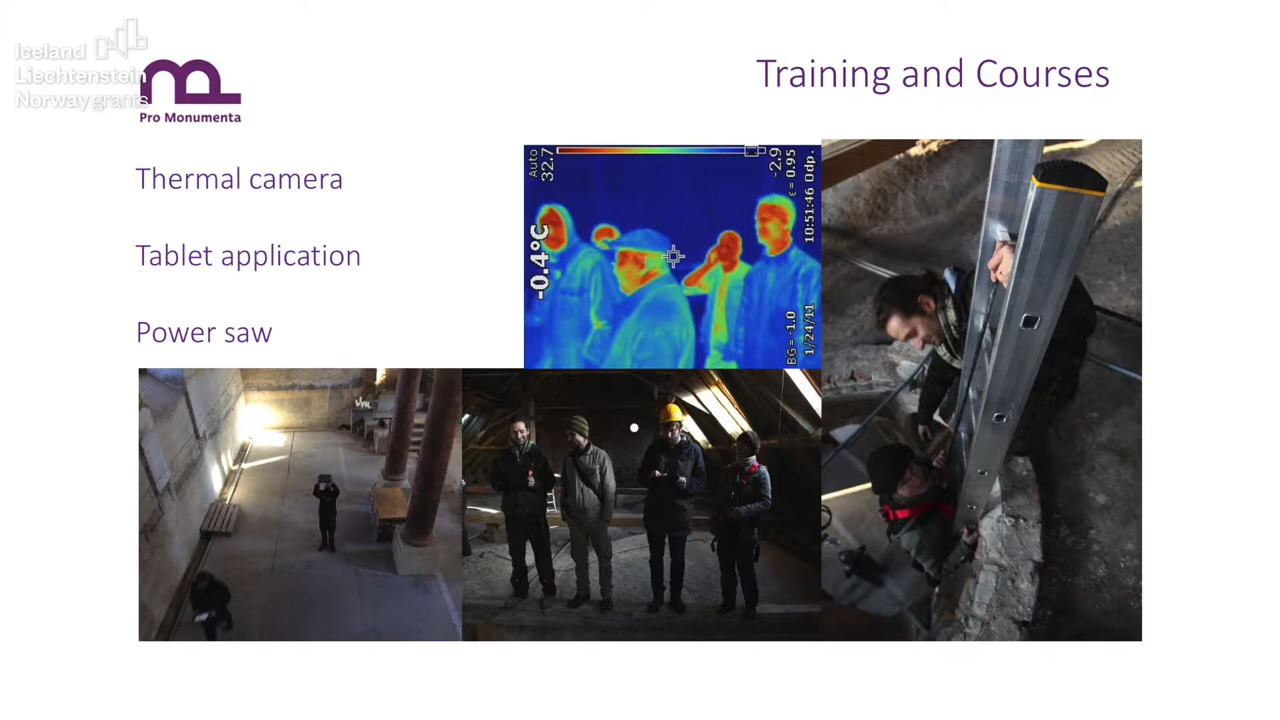 Iceland
Liechtenstein
Norway grants
Pro Monumenta
Training and Courses
Thermal camera
Tablet application
Power saw
Auto
32.7
-2.9
ε = 0.95
10:51:46 Odp.
-0.4°C
BG = -1.0
1/24/11